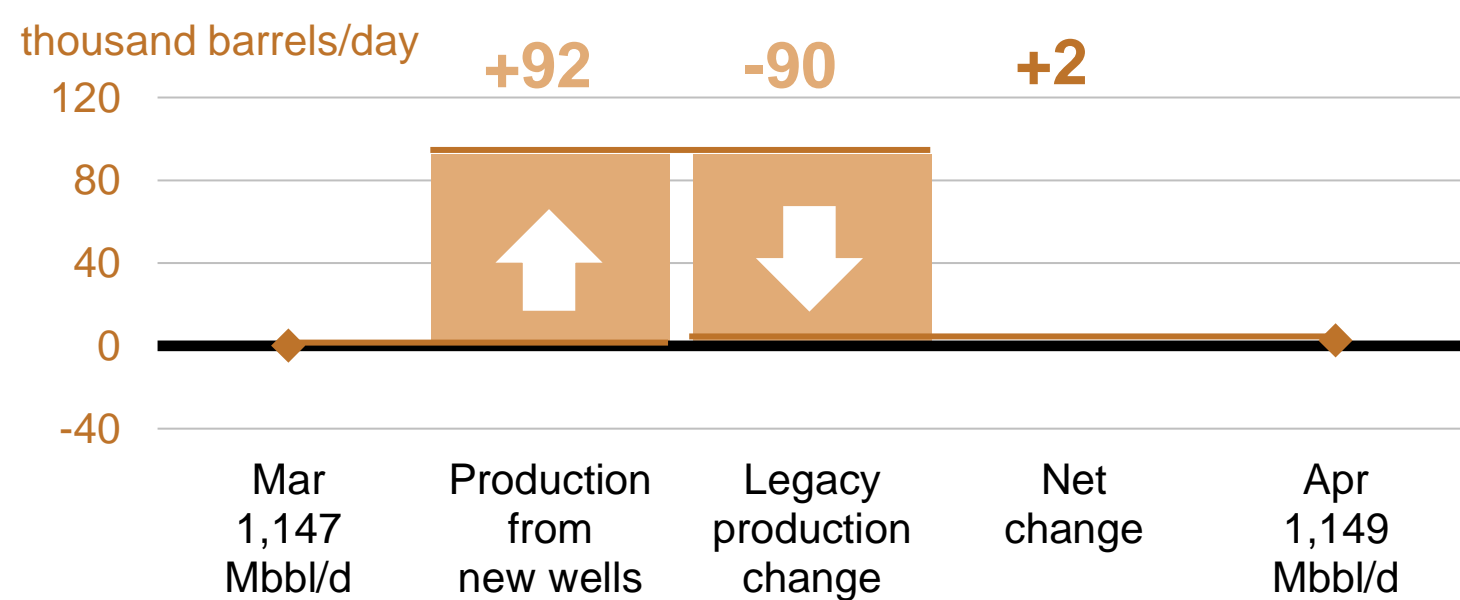 thousand barrels/day
+92
-90
+2
120
80
40
0
-40
Mar
1,147
Mbbl/d
Production
from
new wells
Legacy
production
change
Net
change
Apr
1,149
Mbbl/d